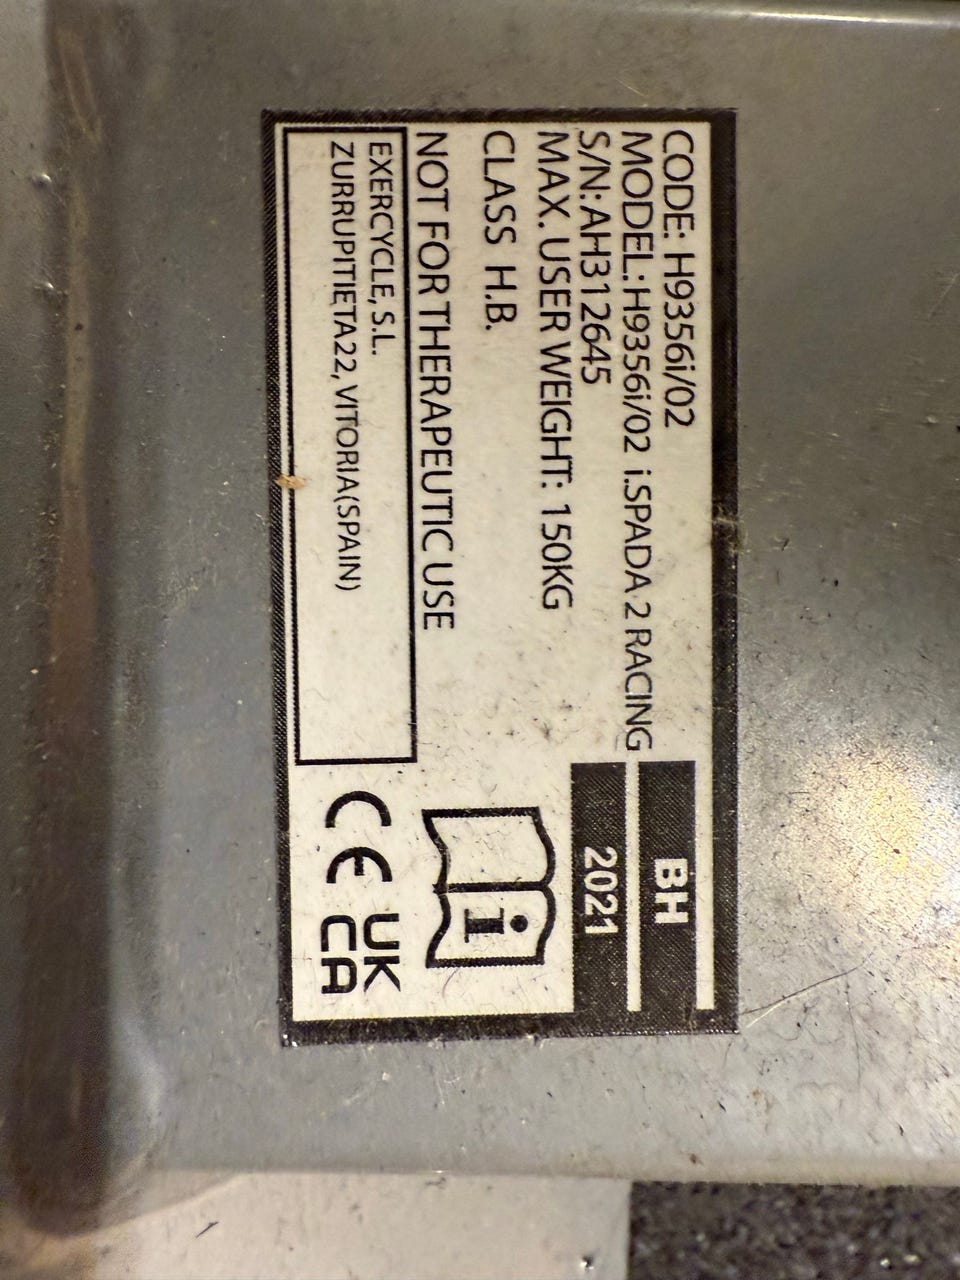 CODE: H9356i/02
MODEL: H9356i/02 i.SPADA 2 RACING
S/N: AH312645
MAX. USER WEIGHT: 150KG
CLASS H.B.
NOT FOR THERAPEUTIC USE
EXERCYCLE, S.L.
ZURRUPITIETA22, VITORIA(SPAIN)
BH
2021
i
CE
UK
CA